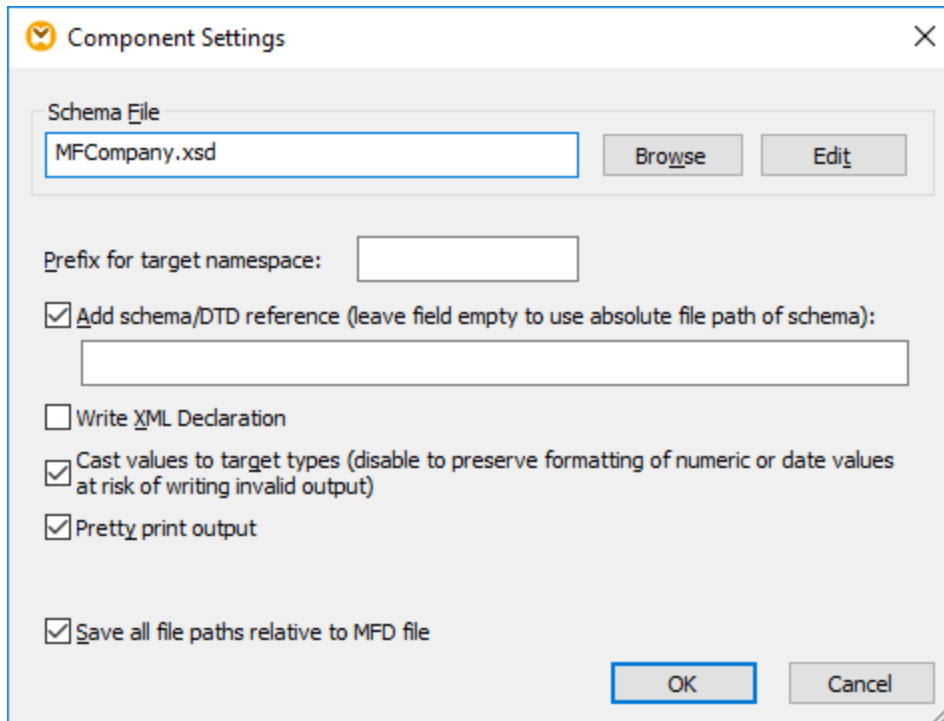 Component Settings
Schema File
MFCompany.xsd
Browse
Edit
Prefix for target namespace:
Add schema/DTD reference (leave field empty to use absolute file path of schema):
Write XML Declaration
Cast values to target types (disable to preserve formatting of numeric or date values
at risk of writing invalid output)
Pretty print output
Save all file paths relative to MFD file
OK
Cancel